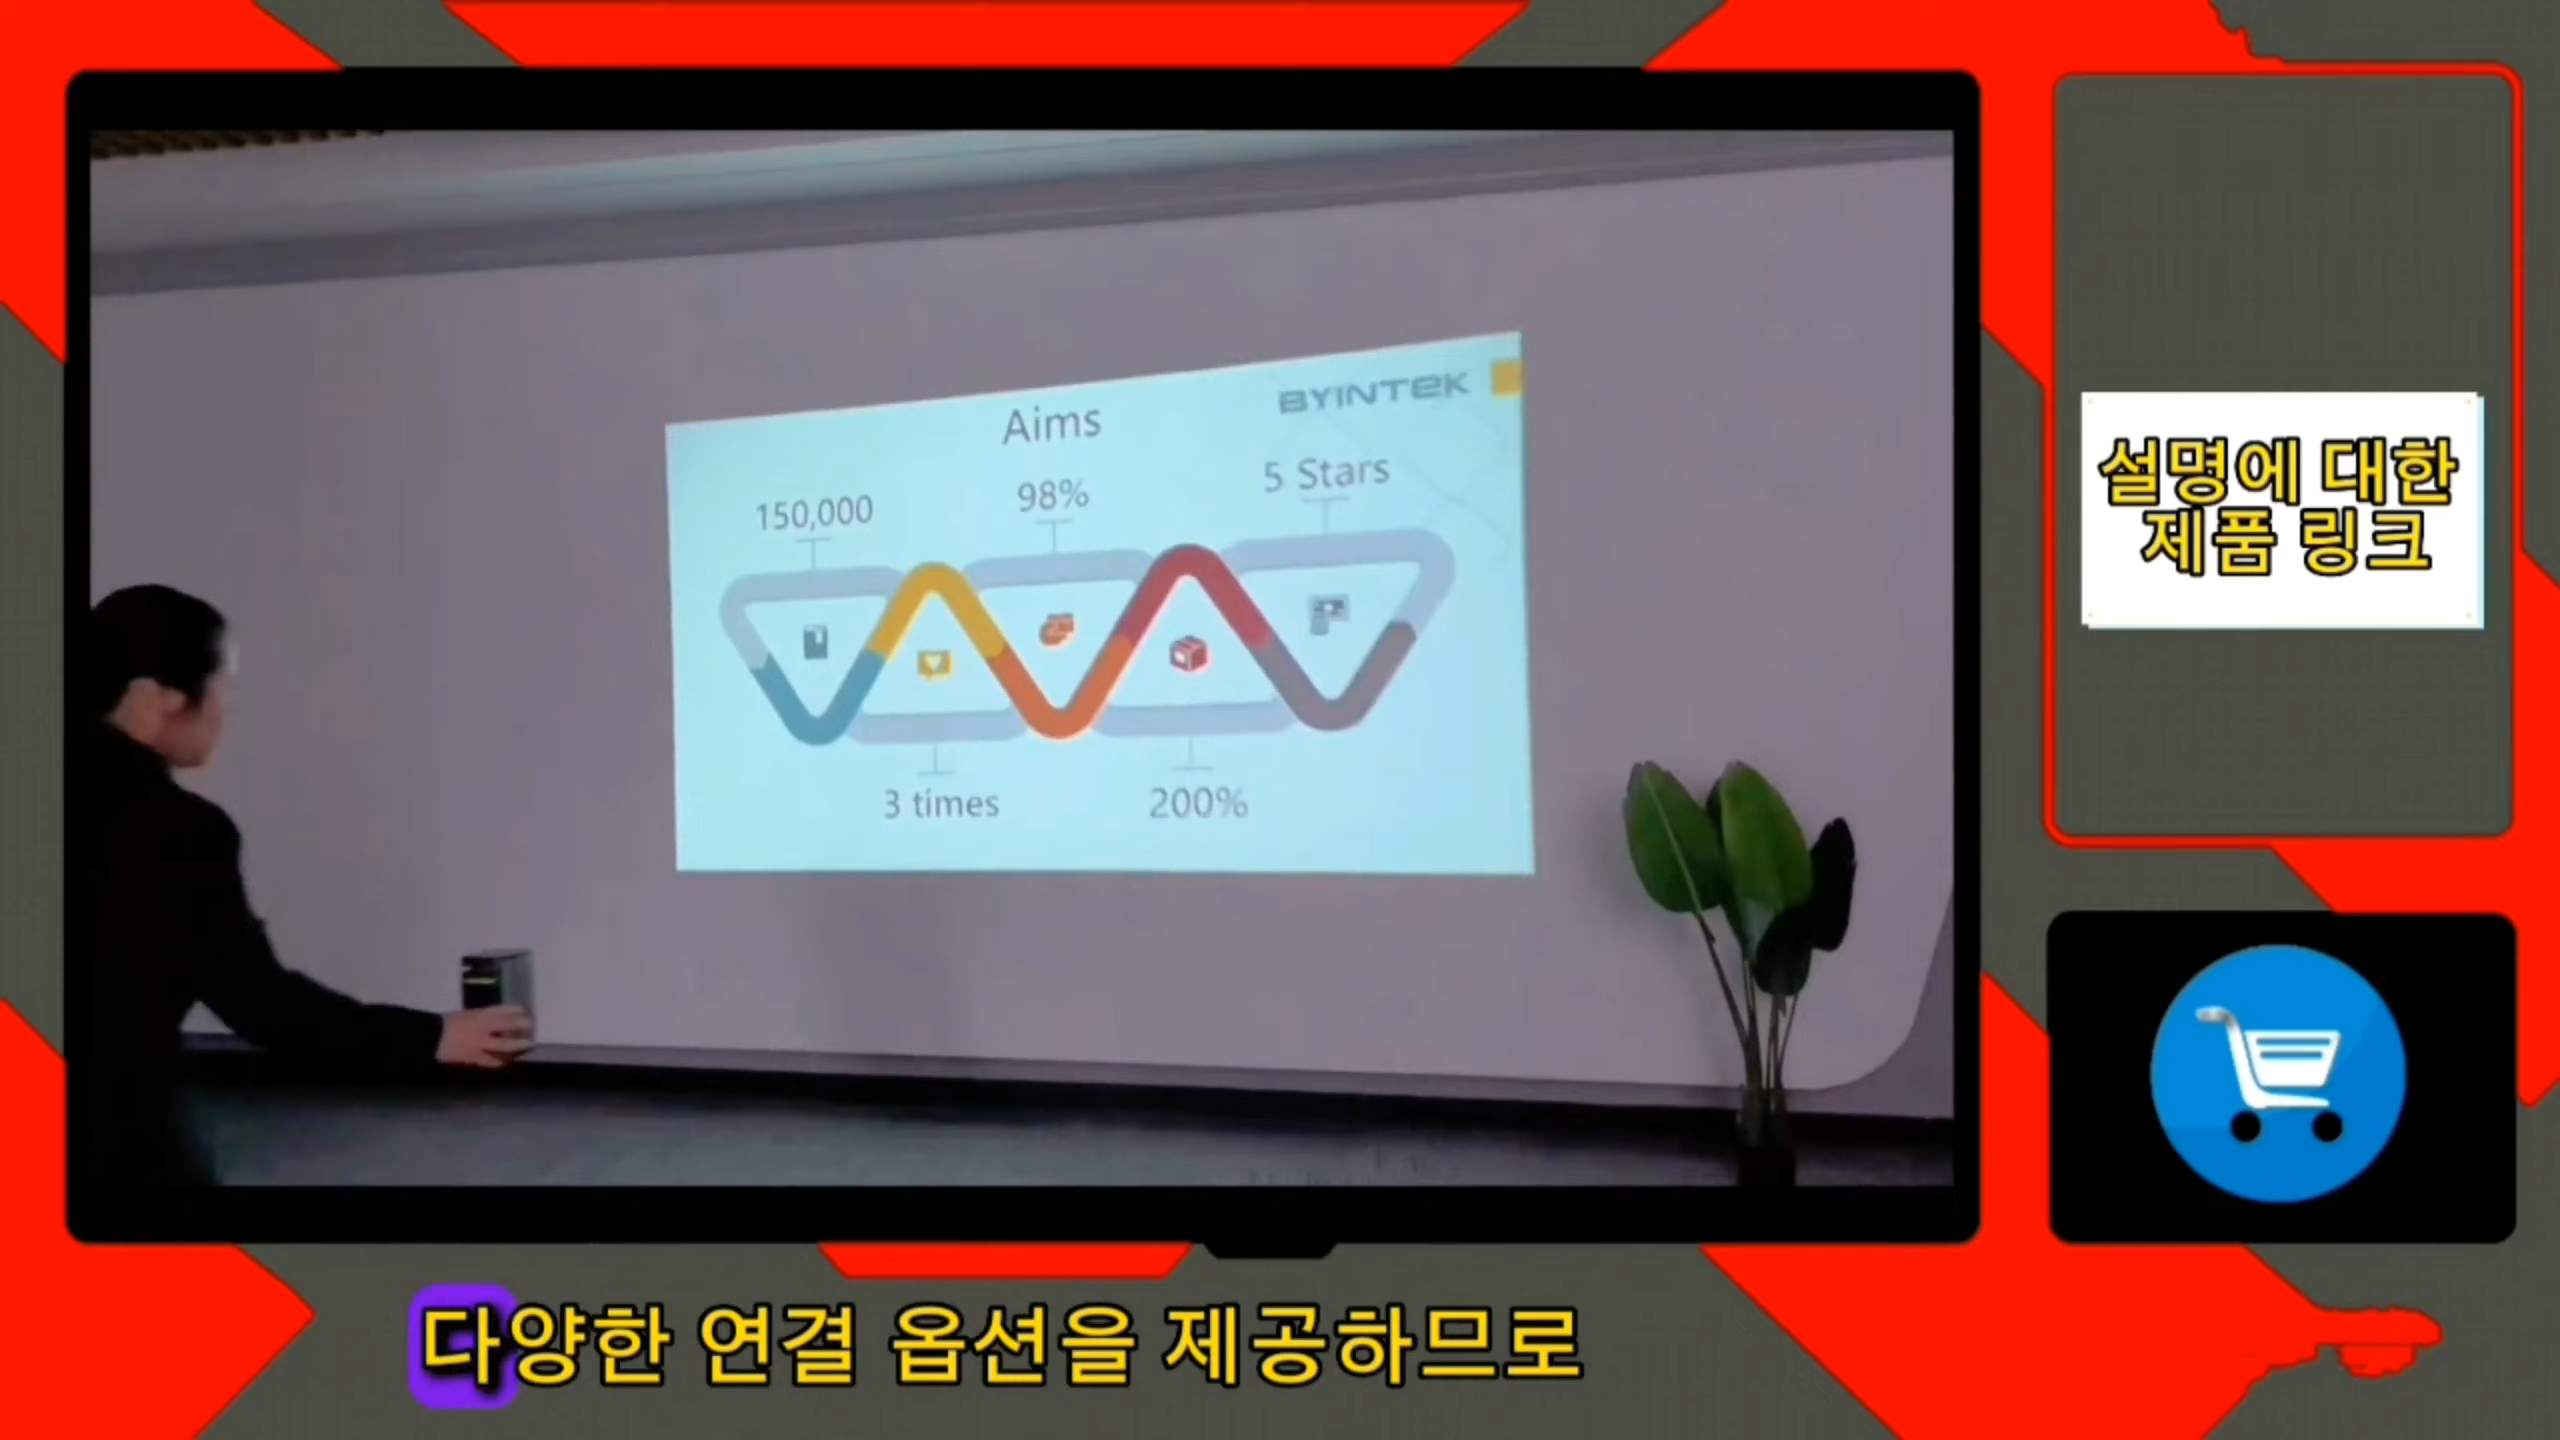 BYINTEK
Aims
150,000
98%
5 Stars
3 times
200%
설명에 대한
제품 링크
다양한 연결 옵션을 제공하므로